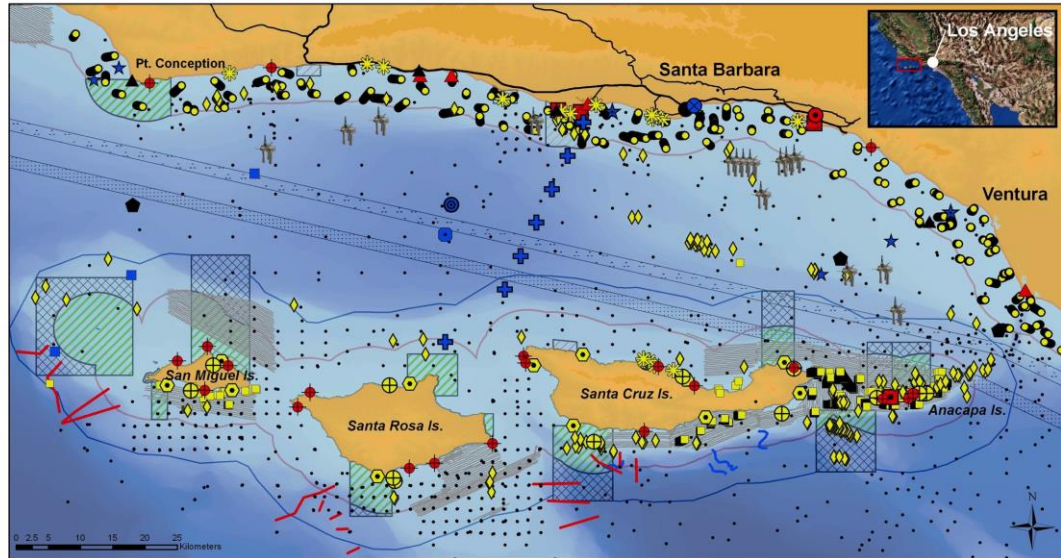 Los Angeles
Pt. Conception
Santa Barbara
Ventura
San Miguel Is.
Santa Rosa Is.
Santa Cruz Is.
Anacapa Is.
N
0 2.5 5 10 15 20 25
Kilometers